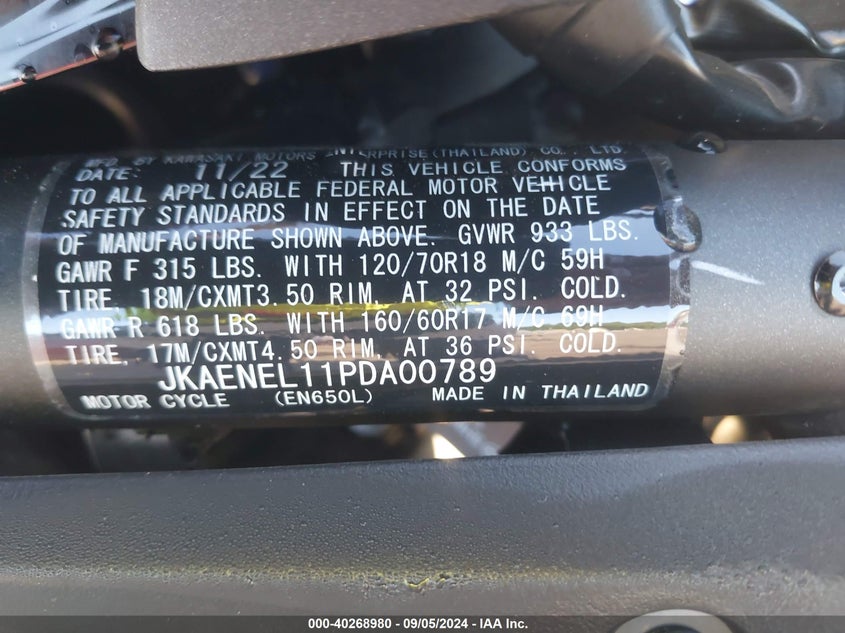 MFD. BY KAWASAKI MOTORS ENTERPRISE(THAILAND) CO., LTD.
DATE: 11/22 THIS VEHICLE CONFORMS
TO ALL APPLICABLE FEDERAL MOTOR VEHICLE
SAFETY STANDARDS IN EFFECT ON THE DATE
OF MANUFACTURE SHOWN ABOVE. GVWR 933 LBS.
GAWR F 315 LBS. WITH 120/70R18 M/C 59H
TIRE, 18M/CXMT3.50 RIM, AT 32 PSI. COLD.
GAWR R 618 LBS. WITH 160/60R17 M/C 69H
TIRE, 17M/CXMT4.50 RIM, AT 36 PSI. COLD.
JKAENEL11PDA00789
MOTOR CYCLE (EN650L) MADE IN THAILAND
000-40268980 - 09/05/2024 - IAA Inc.